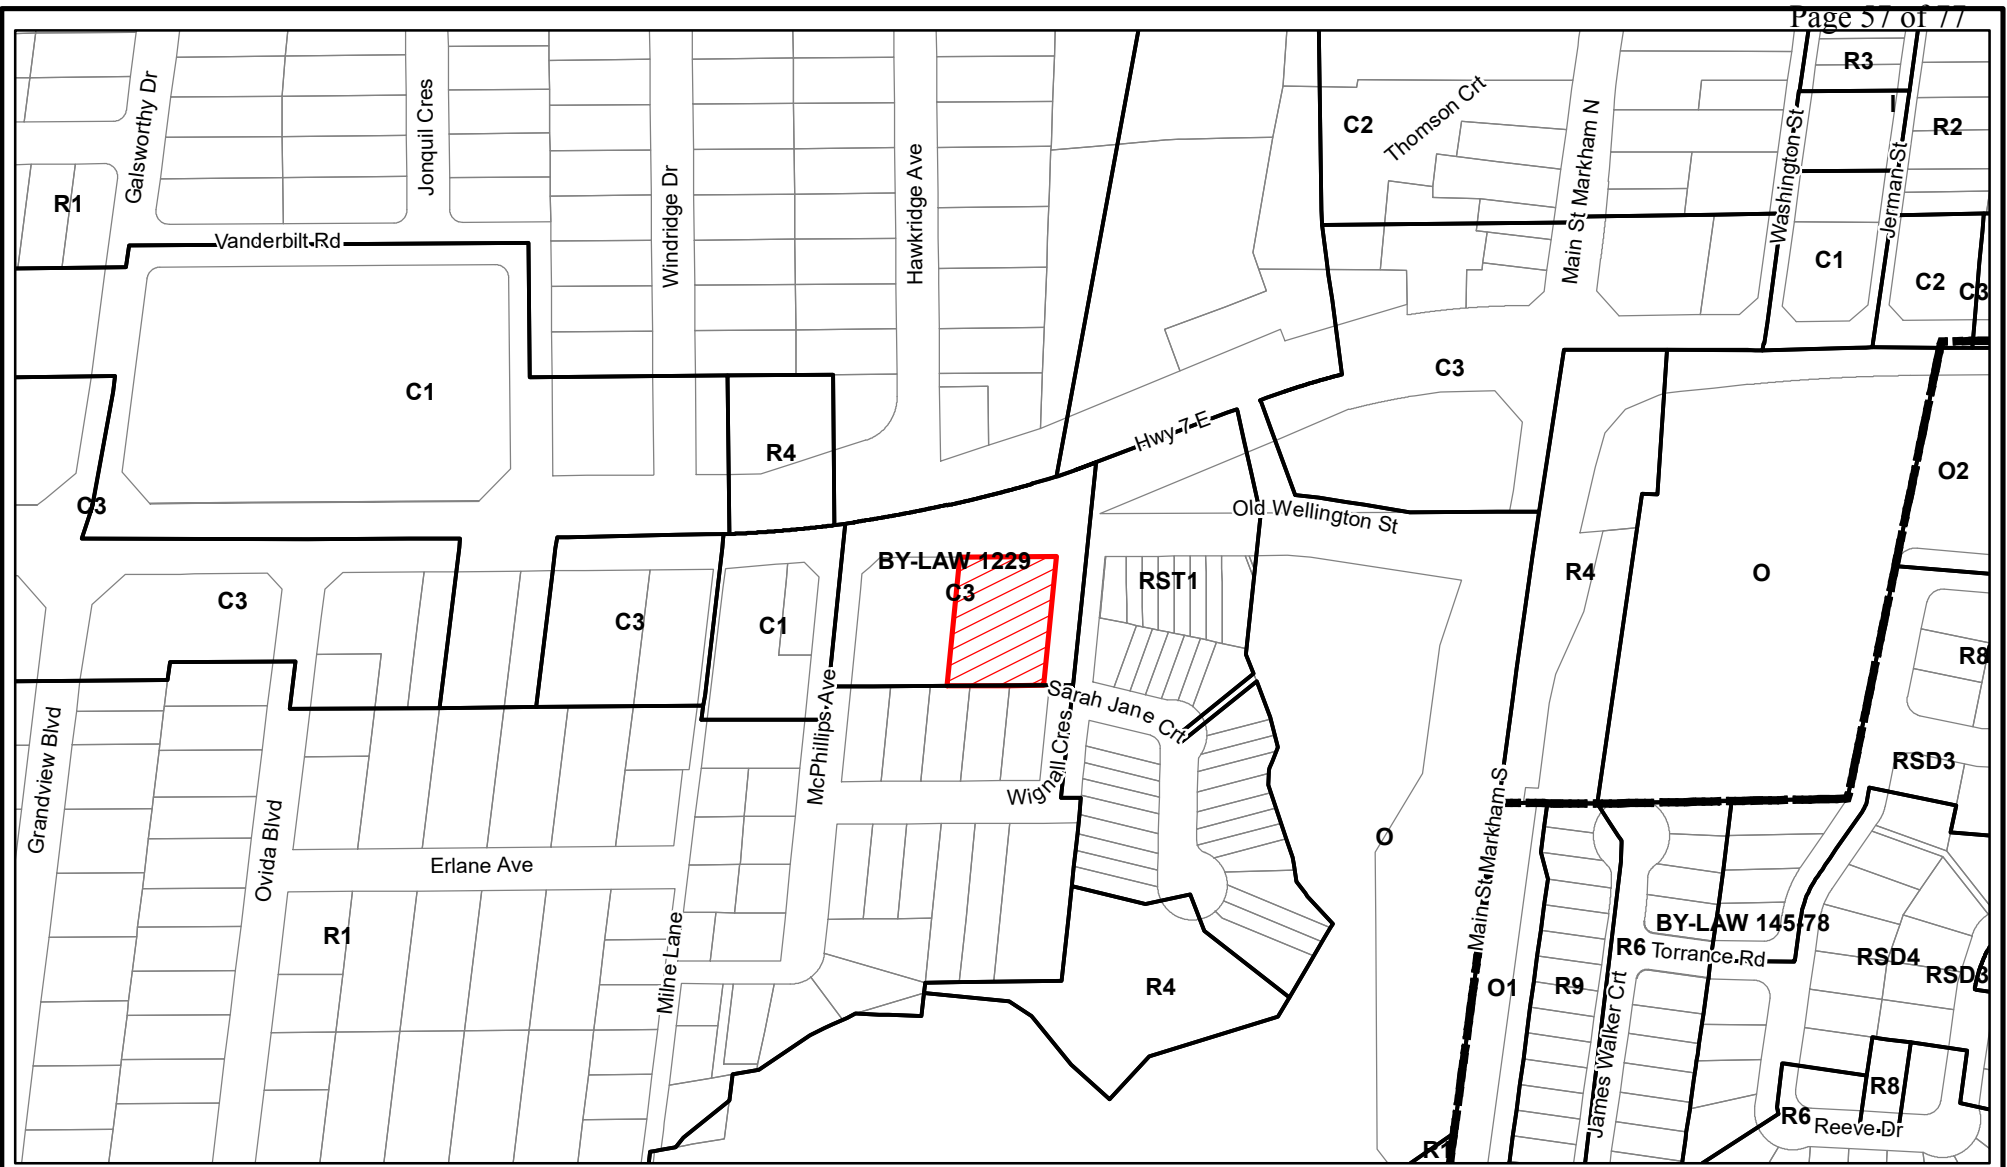 Page 57 of 77
R3
I
R2
C2
Thomson Crt
Main St Markham N
Washington St
Jerman St
Galsworthy Dr
Jonquil Cres
Windridge Dr
Hawkridge Ave
R1
Vanderbilt Rd
C1
C2
C3
C1
C3
R4
Hwy 7 E
C3
O2
Old Wellington St
BY-LAW 1229
C3
RST1
R4
O
C3
C3
C1
R8
Sarah Jane Crt
McPhillips Ave
Wignall Cres
Grandview Blvd
Ovida Blvd
Erlane Ave
Milne Lane
R1
O
Main St Markham S
RSD3
BY-LAW 145-78
R6
Torrance Rd
RSD4
RSD3
R4
O1
R9
James Walker Crt
R8
R6
Reeve Dr
R1